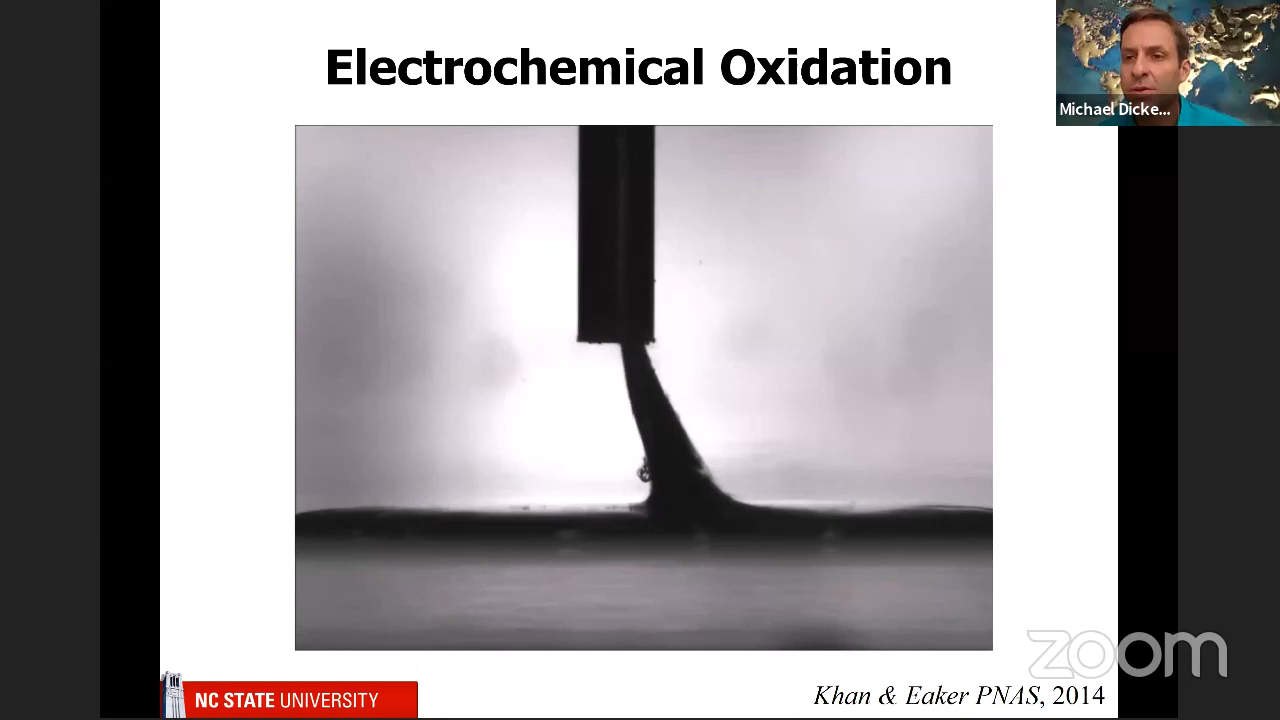 Electrochemical Oxidation
Michael Dicke...
zoom
NC STATE UNIVERSITY
Khan & Eaker PNAS, 2014